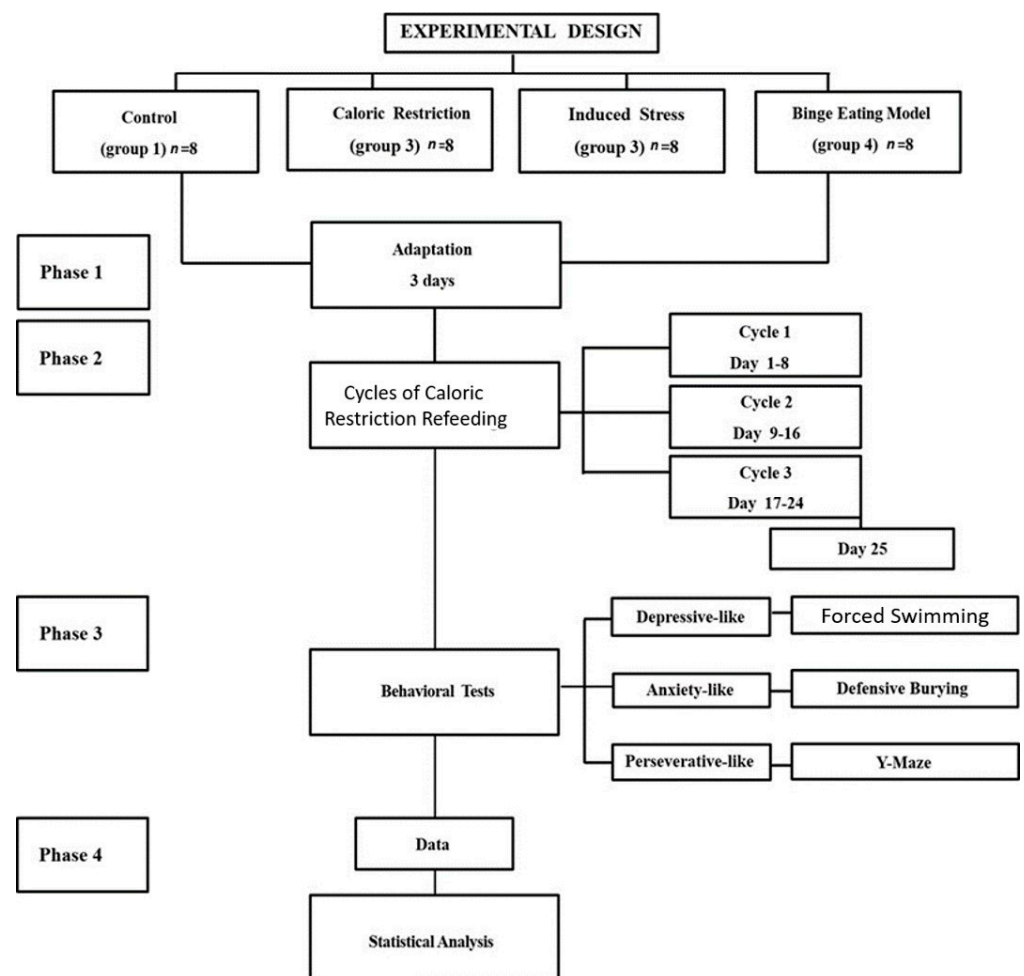 EXPERIMENTAL DESIGN
Control
(group 1) n=8
Caloric Restriction
(group 3) n=8
Induced Stress
(group 3) n=8
Binge Eating Model
(group 4) n=8
Phase 1
Adaptation
3 days
Phase 2
Cycles of Caloric
Restriction Refeeding
Cycle 1
Day 1-8
Cycle 2
Day 9-16
Cycle 3
Day 17-24
Day 25
Phase 3
Behavioral Tests
Depressive-like
Forced Swimming
Anxiety-like
Defensive Burying
Perseverative-like
Y-Maze
Phase 4
Data
Statistical Analysis